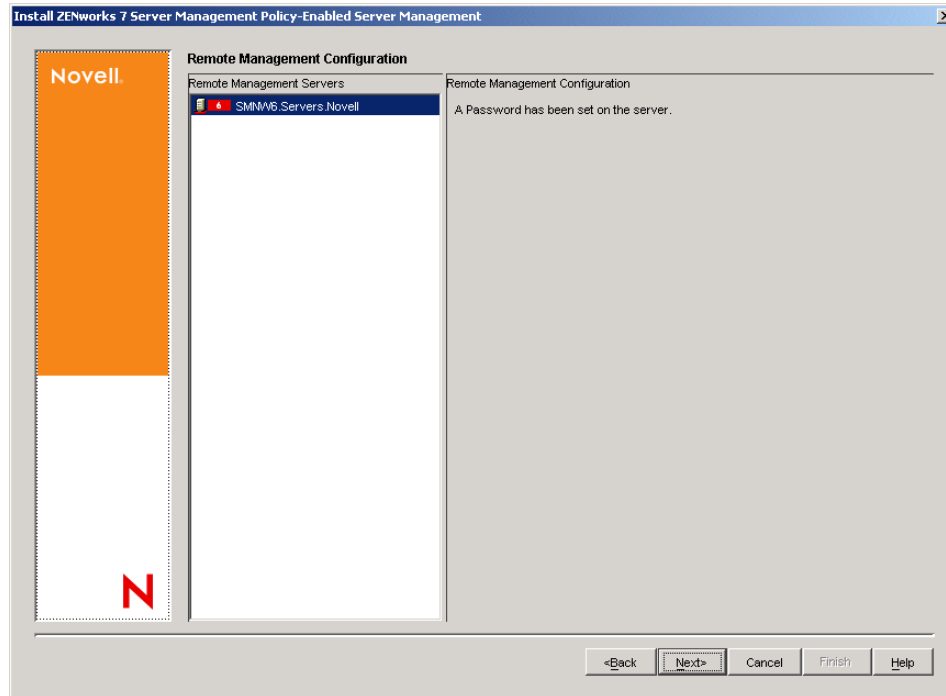 Install ZENworks 7 Server Management Policy-Enabled Server Management
Novell.
Remote Management Configuration
Remote Management Servers
Remote Management Configuration
6 SMNW6.Servers.Novell
A Password has been set on the server.
N
<Back
Next>
Cancel
Finish
Help